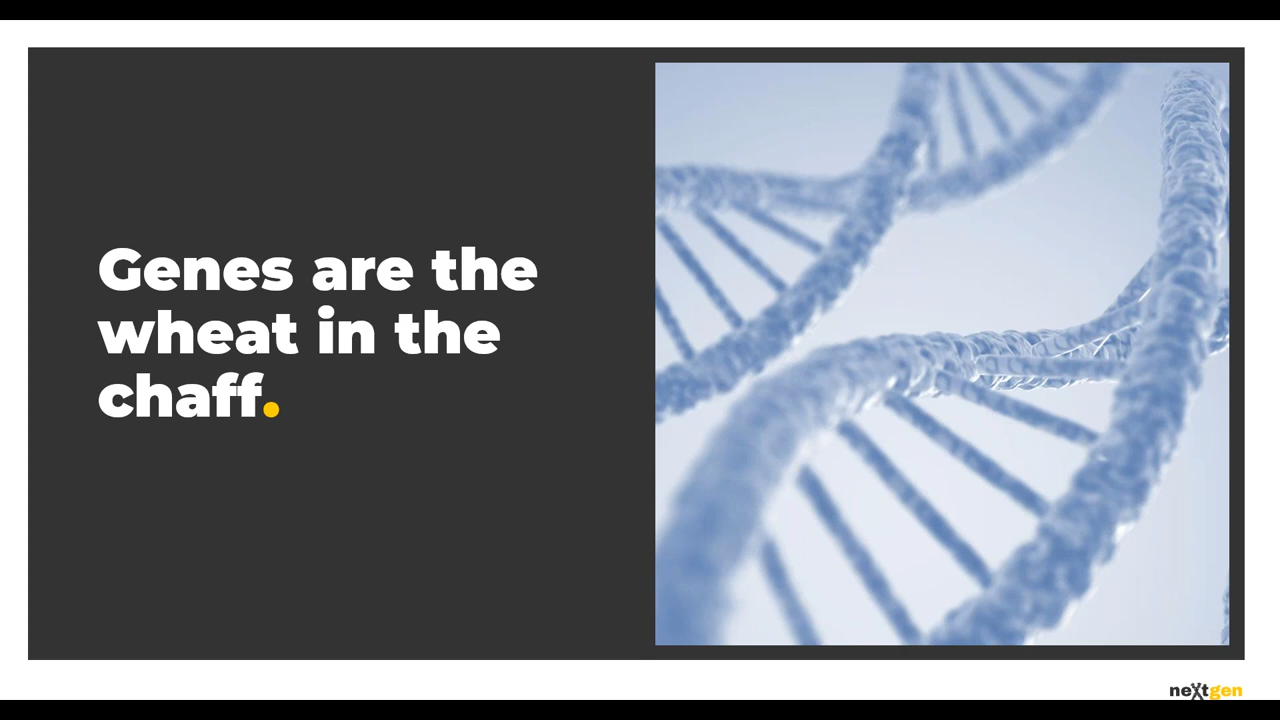 Genes are the
wheat in the
chaff.
nextgen